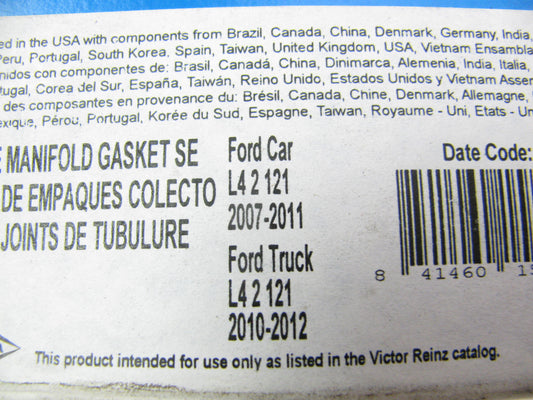 ed in the USA with components from Brazil, Canada, China, Denmark, Germany, India,
Peru, Portugal, South Korea, Spain, Taiwan, United Kingdom, USA, Vietnam Ensambla
nidos con componentes de: Brasil, Canadá, China, Dinimarca, Alemenia, India, Italia,
tugal, Corea del Sur, España, Taiwán, Reino Unido, Estados Unidos y Vietnam Assem
des composantes en provenance du: Brésil, Canada, Chine, Denmark, Allemagne,
exique, Pérou, Portugal, Korée du Sud, Espagne, Taiwan, Royaume - Uni, Etats - Uni
E MANIFOLD GASKET SE
DE EMPAQUES COLECTO
JOINTS DE TUBULURE
Ford Car
L4 2 121
2007-2011
Ford Truck
L4 2 121
2010-2012
Date Code:
8 41460 15
This product intended for use only as listed in the Victor Reinz catalog.